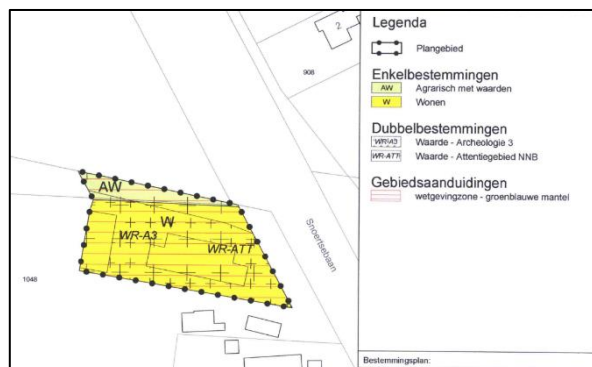 2
908
AW
W
WR-A3
WR-ATT
Snoertsebaan
1048
Legenda
Plangebied
Enkelbestemmingen
AW Agrarisch met waarden
W Wonen
Dubbelbestemmingen
WR-A3 Waarde - Archeologie 3
WR-ATT Waarde - Attentiegebied NNB
Gebiedsaanduidingen
wetgevingzone - groenblauwe mantel
Bestemmingsplan: